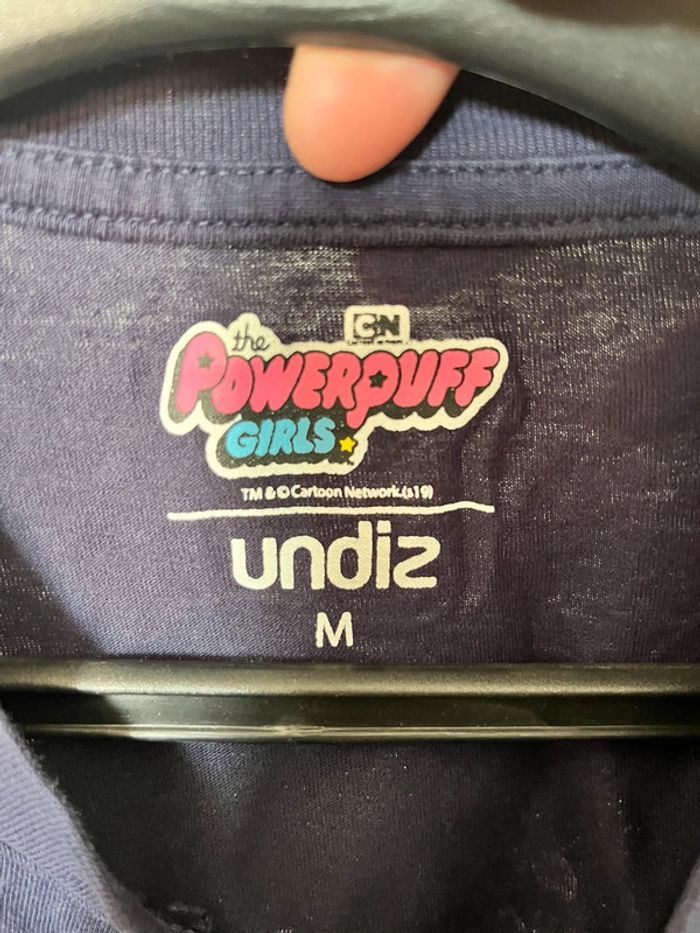 the
CN
POWERPUFF
GIRLS
TM & © Cartoon Network.(s19)
undiz
M